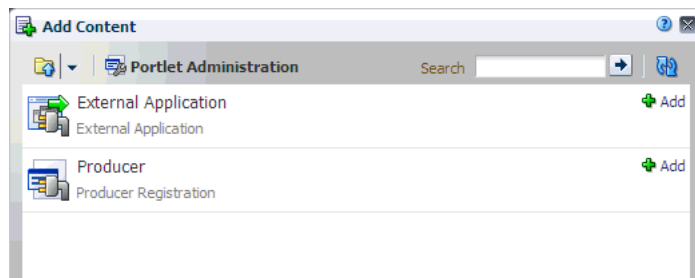 Add Content
Portlet Administration Search
External Application Add
External Application
Producer Add
Producer Registration